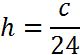 h = c/24